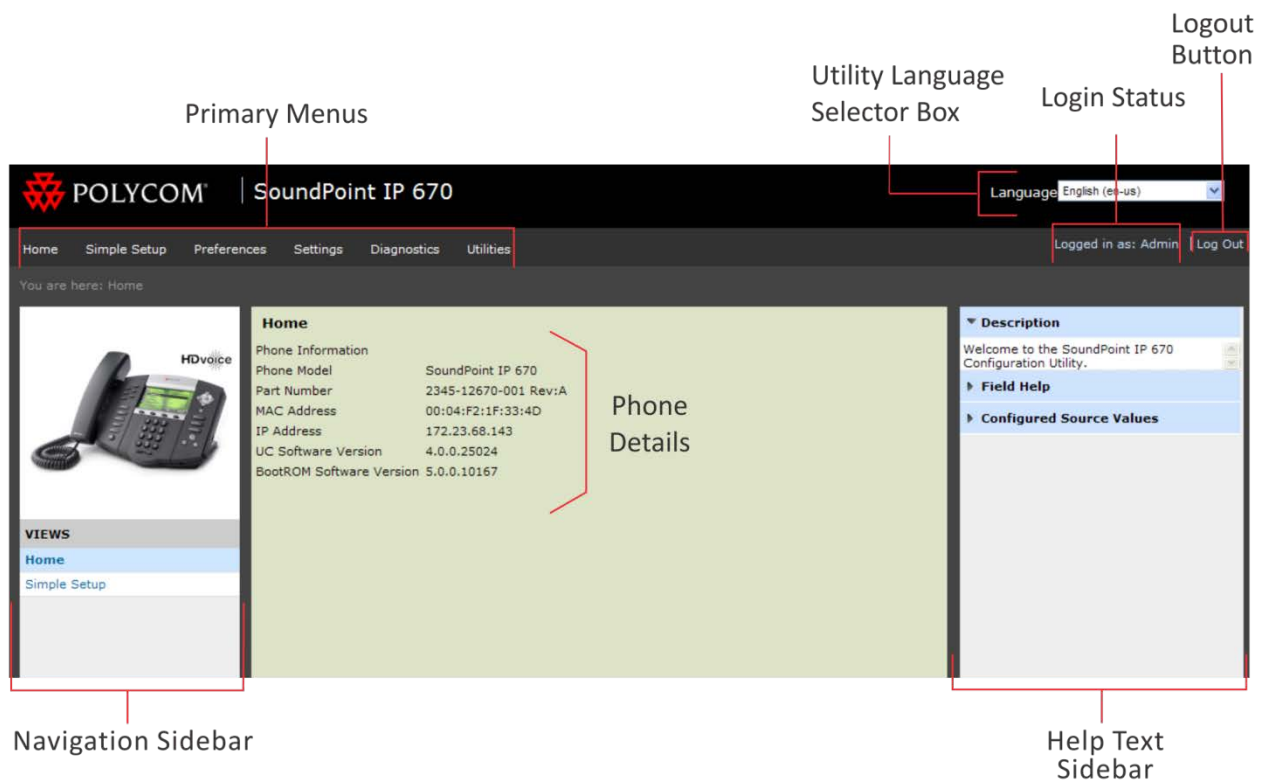 Logout
Button
Utility Language
Selector Box
Login Status
Primary Menus
POLYCOM
SoundPoint IP 670
Language English (en-us)
Home Simple Setup Preferences Settings Diagnostics Utilities
Logged in as: Admin | Log Out
You are here: Home
HDvoice
VIEWS
Home
Simple Setup
Home
Phone Information
Phone Model SoundPoint IP 670
Part Number 2345-12670-001 Rev:A
MAC Address 00:04:F2:1F:33:4D
IP Address 172.23.68.143
UC Software Version 4.0.0.25024
BootROM Software Version 5.0.0.10167
Phone
Details
Description
Welcome to the SoundPoint IP 670
Configuration Utility.
Field Help
Configured Source Values
Navigation Sidebar
Help Text
Sidebar